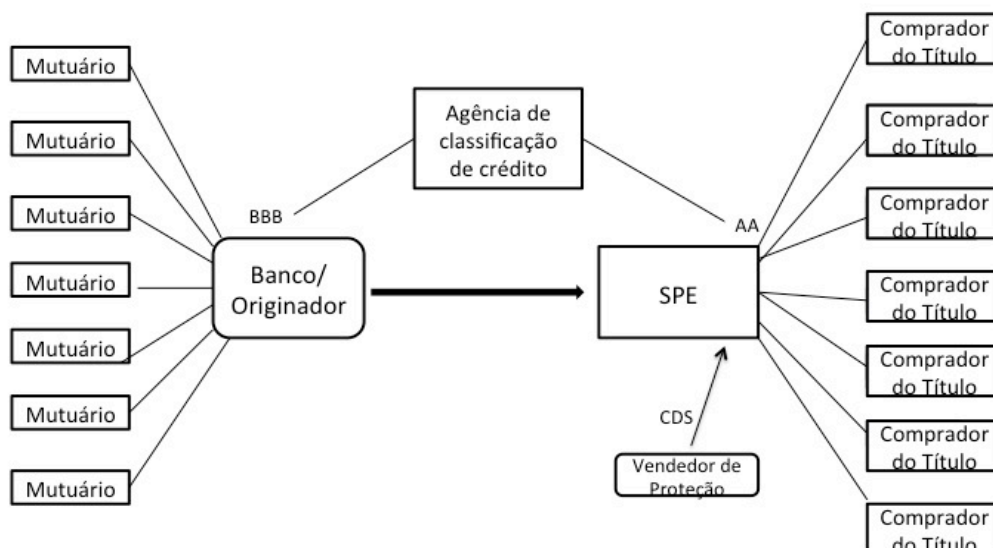 Mutuário
Mutuário
Mutuário
Mutuário
Mutuário
Mutuário
Mutuário
BBB
Banco/
Originador
Agência de
classificação
de crédito
AA
SPE
CDS
Vendedor de
Proteção
Comprador
do Título
Comprador
do Título
Comprador
do Título
Comprador
do Título
Comprador
do Título
Comprador
do Título
Comprador
do Título